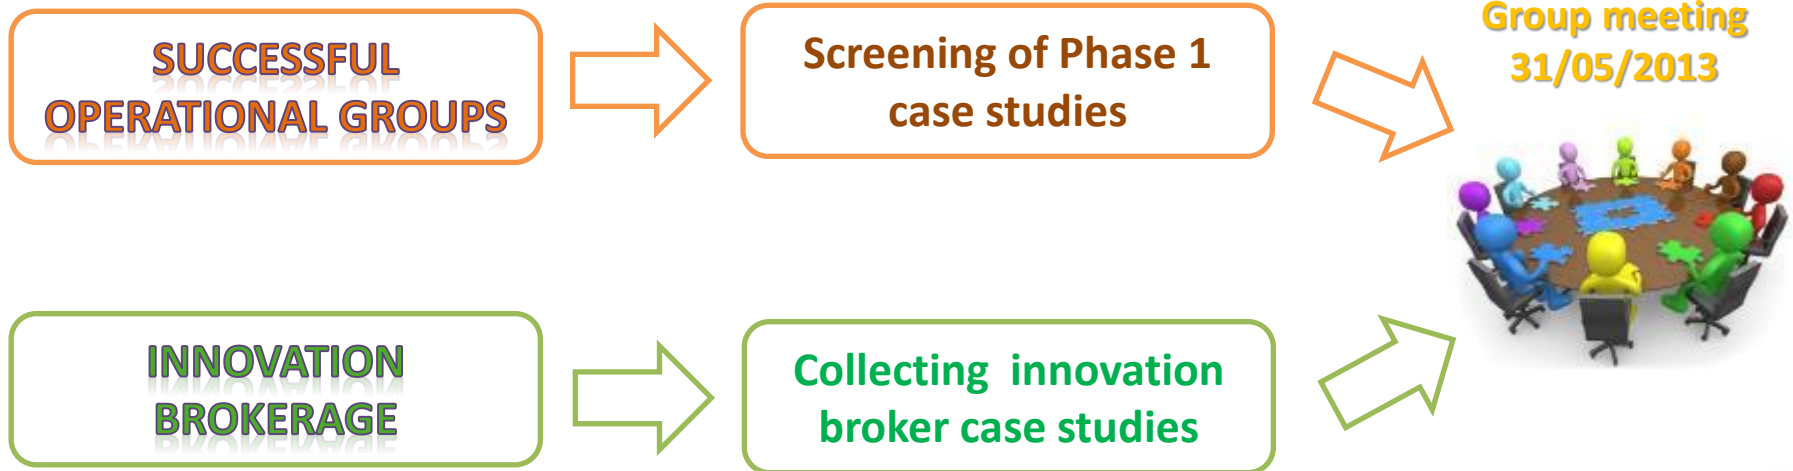 SUCCESSFUL
OPERATIONAL GROUPS
Screening of Phase 1
case studies
Group meeting
31/05/2013
INNOVATION
BROKERAGE
Collecting innovation
broker case studies